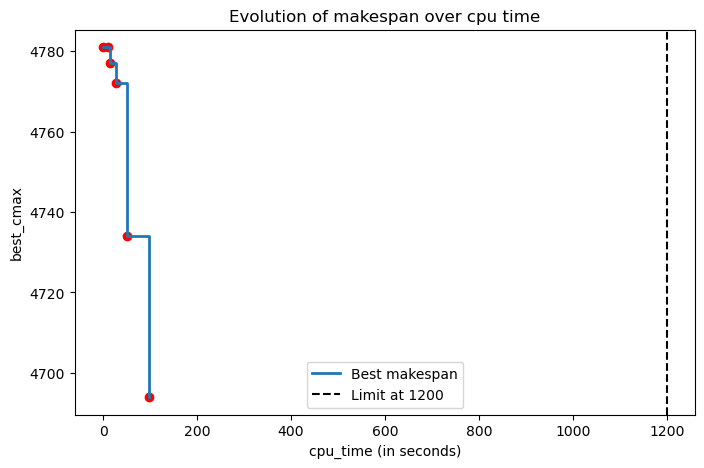 Evolution of makespan over cpu time
best_cmax
4780
4760
4740
4720
4700
0
200
400
600
800
1000
1200
cpu_time (in seconds)
Best makespan
Limit at 1200